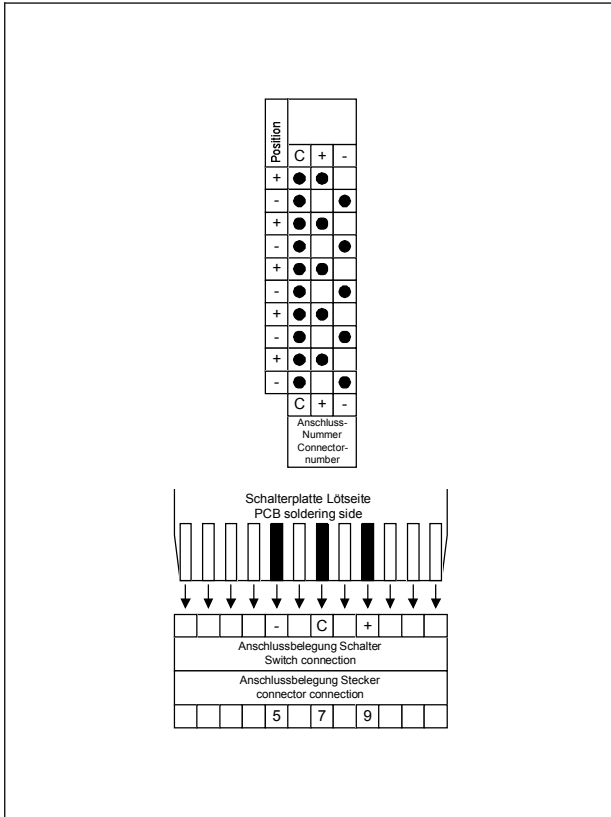 Position
C + -
+
-
+
-
+
-
+
-
+
-
C + -
Anschluss-
Nummer
Connector-
number
Schalterplatte Lötseite
PCB soldering side
- C +
Anschlussbelegung Schalter
Switch connection
Anschlussbelegung Stecker
connector connection
5 7 9